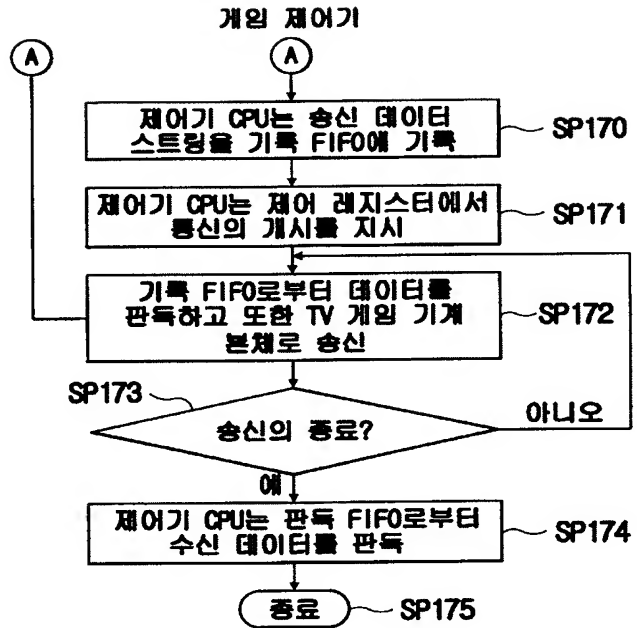 게임 제어기
A
A
제어기 CPU는 송신 데이터
스트링을 기록 FIFO에 기록
SP170
제어기 CPU는 제어 레지스터에서
통신의 개시를 지시
SP171
기록 FIFO로부터 데이터를
판독하고 또한 TV 게임 기계
본체로 송신
SP172
SP173
송신의 종료?
아니오
예
제어기 CPU는 판독 FIFO로부터
수신 데이터를 판독
SP174
종료
SP175